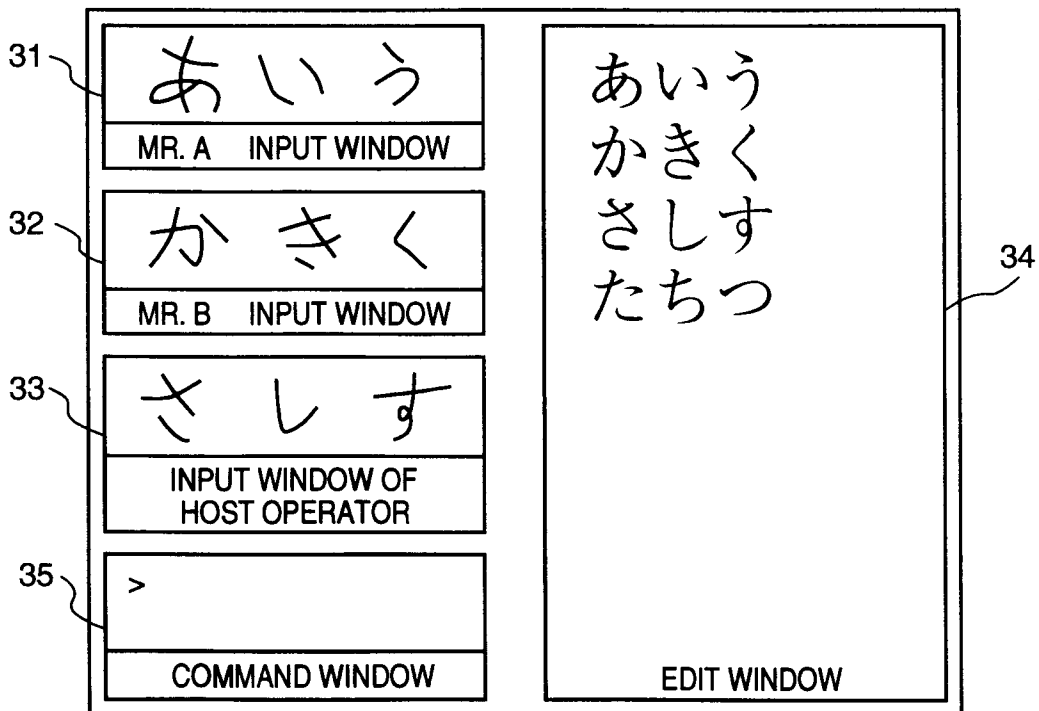 31
あいう
MR. A INPUT WINDOW
32
かきく
MR. B INPUT WINDOW
33
さしす
INPUT WINDOW OF
HOST OPERATOR
35
>
COMMAND WINDOW
あいう
かきく
さしす
たちつ
34
EDIT WINDOW